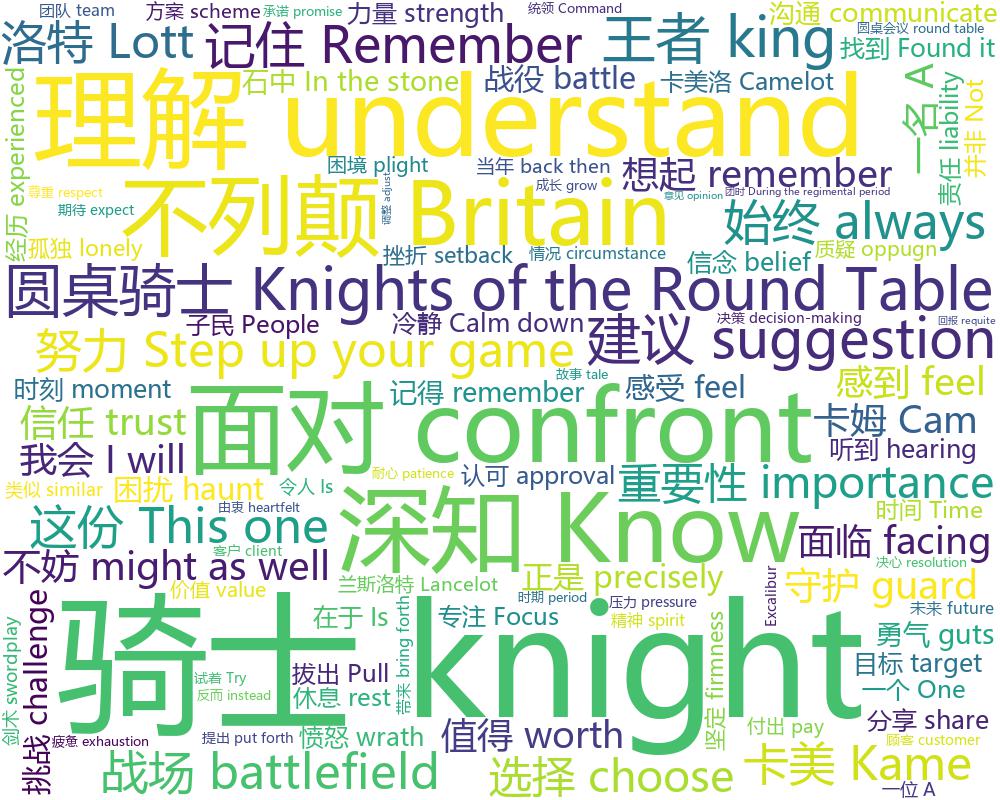 团队 team
方案 scheme
承诺 promise
力量 strength
统领 Command
沟通 communicate
洛特 Lott
记住 Remember
王者 king
圆桌会议 round table
找到 Found it
石中 In the stone
战役 battle
卡美洛 Camelot
一名 A
经历 experienced
理解 understand
责任 liability
并非 Not
困境 plight
当年 back then
想起 remember
尊重 respect
成长 grow
意见 opinion
团时 During the regimental period
期待 expect
调整 adjust
不列颠 Britain
始终 always
孤独 lonely
挫折 setback
情况 circumstance
信念 belief
质疑 oppugn
圆桌骑士 Knights of the Round Table
子民 People
冷静 Calm down
建议 suggestion
决策 decision-making
回报 requite
努力 Step up your game
故事 tale
时刻 moment
记得 remember
感受 feel
感到 feel
信任 trust
面对 confront
卡姆 Cam
我会 I will
听到 hearing
耐心 patience
认可 approval
重要性 importance
类似 similar
困扰 haunt
令人 Is
由衷 heartfelt
时间 Time
这份 This one
深知 Know
客户 client
面临 facing
不妨 might as well
决心 resolution
价值 value
兰斯洛特 Lancelot
正是 precisely
守护 guard
时期 period
压力 pressure
Excalibur
未来 future
在于 Is
专注 Focus
精神 spirit
勇气 guts
剑术 swordplay
挑战 challenge
骑士 knight
带来 bring forth
坚定 firmness
拔出 Pull
目标 target
试着 Try
反而 instead
休息 rest
一个 One
疲惫 exhaustion
提出 put forth
愤怒 wrath
值得 worth
付出 pay
分享 share
顾客 customer
战场 battlefield
选择 choose
卡美 Kame
一位 A